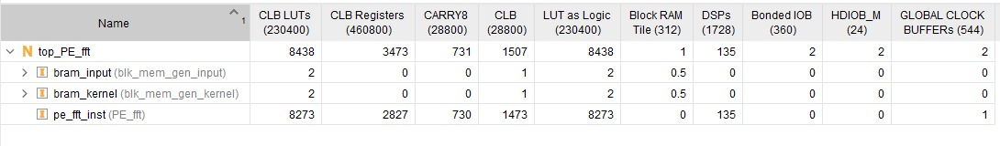 Name 1 CLB LUTs (230400) CLB Registers (460800) CARRY8 (28800) CLB (28800) LUT as Logic (230400) Block RAM Tile (312) DSPs (1728) Bonded IOB (360) HDIOB_M (24) GLOBAL CLOCK BUFFERs (544)
N top_PE_fft 8438 3473 731 1507 8438 1 135 2 2 2
I bram_input (blk_mem_gen_input) 2 0 0 1 2 0.5 0 0 0 0
I bram_kernel (blk_mem_gen_kernel) 2 0 0 1 2 0.5 0 0 0 0
I pe_fft_inst (PE_fft) 8273 2827 730 1473 8273 0 135 0 0 1